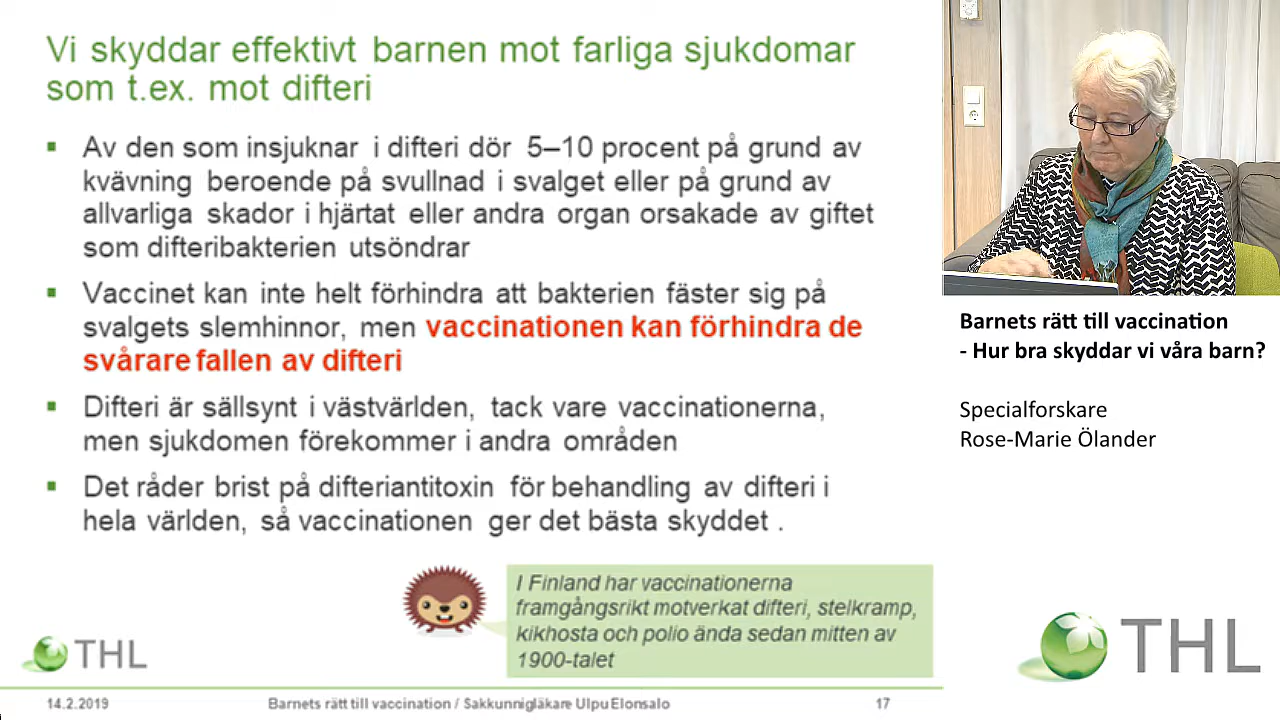 Vi skyddar effektivt barnen mot farliga sjukdomar
som t.ex. mot difteri
Av den som insjuknar i difteri dör 5–10 procent på grund av
kvävning beroende på svullnad i svalget eller på grund av
allvarliga skador i hjärtat eller andra organ orsakade av giftet
som difteribakterien utsöndrar
Vaccinet kan inte helt förhindra att bakterien fäster sig på
svalgets slemhinnor, men vaccinationen kan förhindra de
svårare fallen av difteri
Difteri är sällsynt i västvärlden, tack vare vaccinationerna,
men sjukdomen förekommer i andra områden
Det råder brist på difteriantitoxin för behandling av difteri i
hela världen, så vaccinationen ger det bästa skyddet .
I Finland har vaccinationerna
framgångsrikt motverkat difteri, stelkramp,
kikhosta och polio ända sedan mitten av
1900-talet
THL
14.2.2019 Barnets rätt till vaccination / Sakkunnigläkare Ulpu Elonsalo 17
Barnets rätt till vaccination
- Hur bra skyddar vi våra barn?
Specialforskare
Rose-Marie Ölander
THL